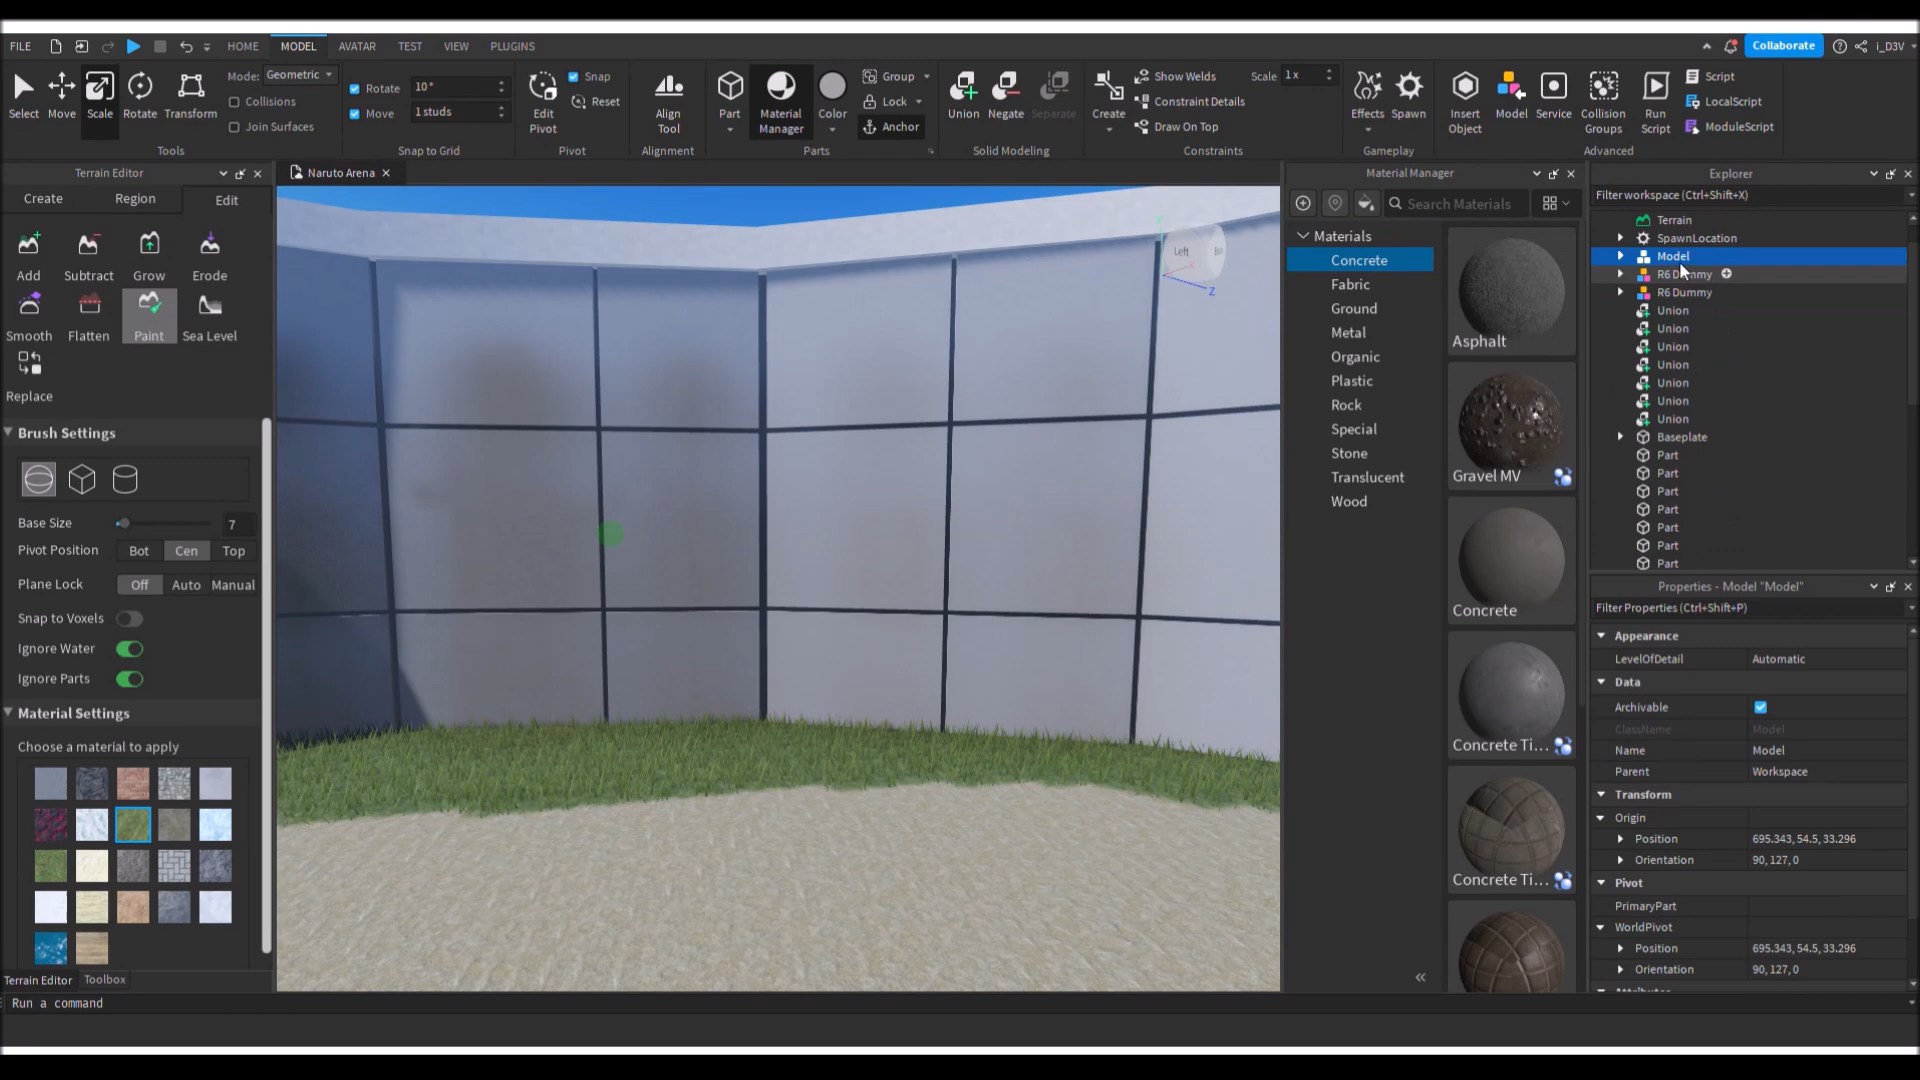 FILE HOME MODEL AVATAR TEST VIEW PLUGINS Collaborate i_D3V
Select Move Scale Rotate Transform
Mode: Geometric
Collisions
Join Surfaces
Tools
Rotate 10°
Move 1 studs
Snap to Grid
Edit Pivot
Snap
Reset
Pivot
Align Tool
Alignment
Part
Material Manager
Color
Group
Lock
Anchor
Parts
Union Negate Separate
Solid Modeling
Create
Show Welds
Constraint Details
Draw On Top
Scale 1 x
Constraints
Effects Spawn
Gameplay
Insert Object
Model
Service
Collision Groups
Run Script
Script
LocalScript
ModuleScript
Advanced
Terrain Editor
Create Region Edit
Add Subtract Grow Erode
Smooth Flatten Paint Sea Level
Replace
Brush Settings
Base Size 7
Pivot Position Bot Cen Top
Plane Lock Off Auto Manual
Snap to Voxels
Ignore Water
Ignore Parts
Material Settings
Choose a material to apply
Terrain Editor Toolbox
Run a command
Naruto Arena
Left
Z
Material Manager
Search Materials
Materials
Concrete
Fabric
Ground
Metal
Organic
Plastic
Rock
Special
Stone
Translucent
Wood
Asphalt
Gravel MV
Concrete
Concrete Ti...
Concrete Ti...
Explorer
Filter workspace (Ctrl+Shift+X)
Terrain
SpawnLocation
Model
R6 Dummy
R6 Dummy
Union
Union
Union
Union
Union
Union
Union
Baseplate
Part
Part
Part
Part
Part
Part
Part
Properties - Model "Model"
Filter Properties (Ctrl+Shift+P)
Appearance
LevelOfDetail Automatic
Data
Archivable
ClassName Model
Name Model
Parent Workspace
Transform
Origin
Position 695.343, 54.5, 33.296
Orientation 90, 127, 0
Pivot
PrimaryPart
WorldPivot
Position 695.343, 54.5, 33.296
Orientation 90, 127, 0